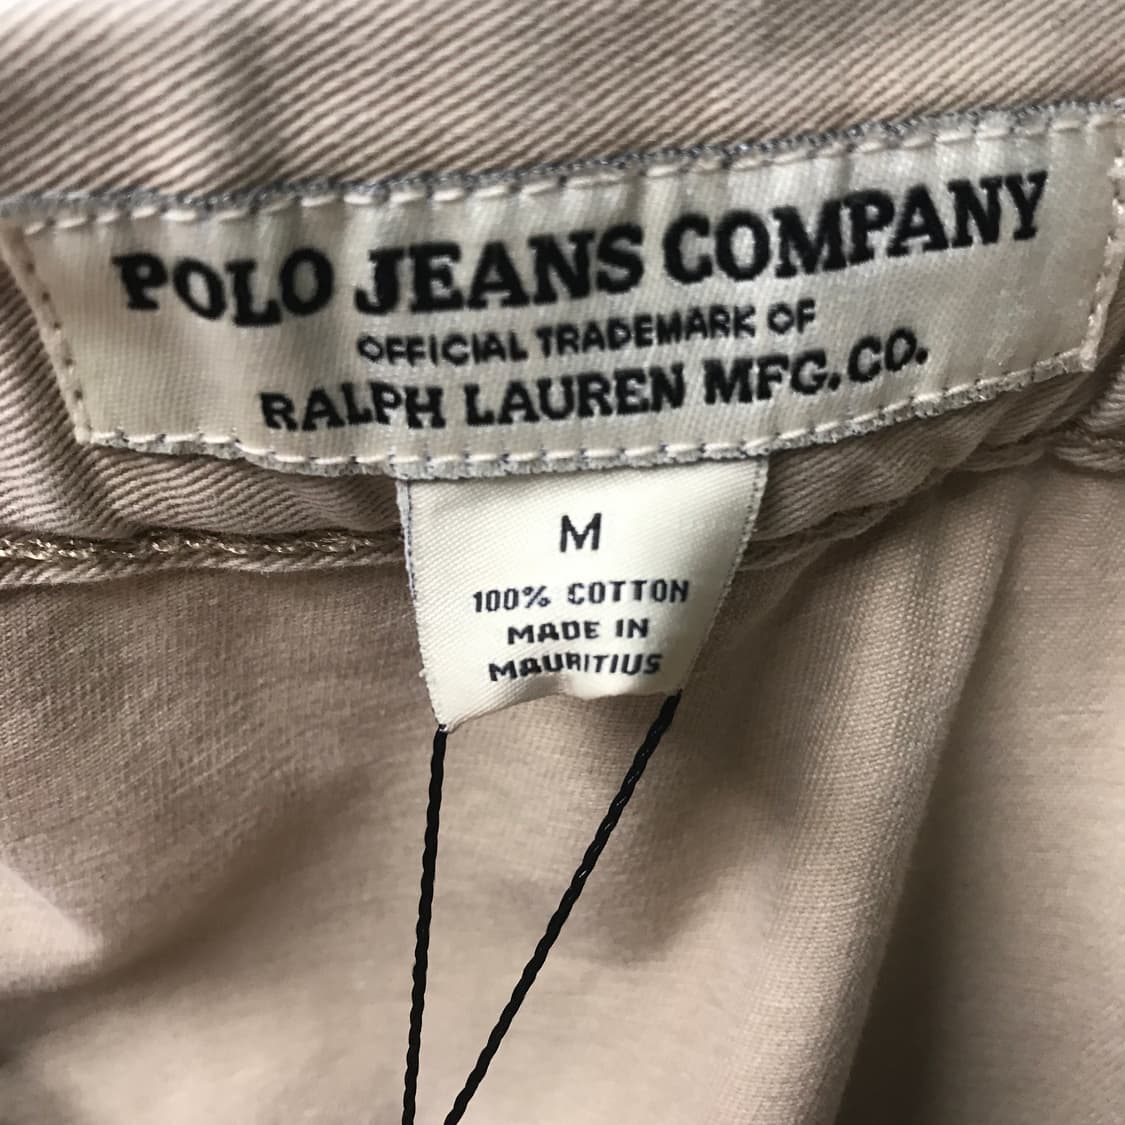 POLO JEANS COMPANY
OFFICIAL TRADEMARK OF
RALPH LAUREN MFG. CO.
M
100% COTTON
MADE IN
MAURITIUS